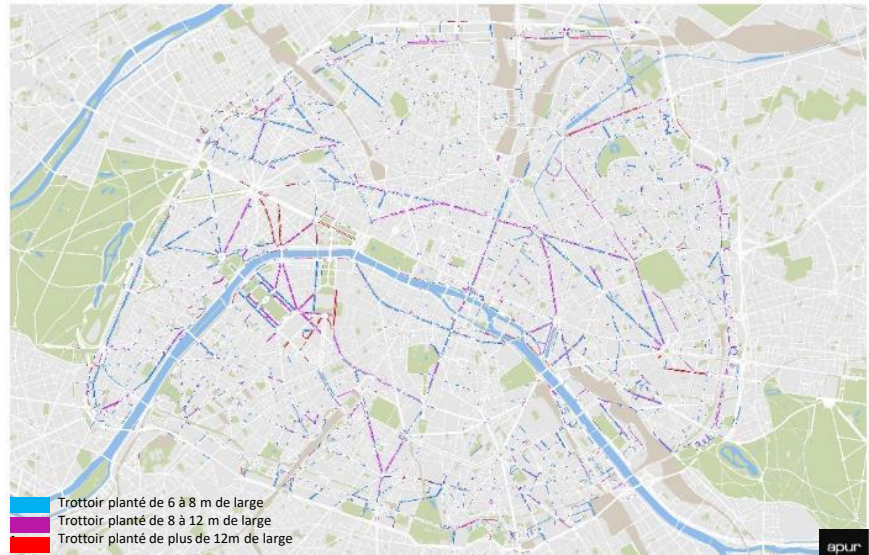 Trottoir planté de 6 à 8 m de large
Trottoir planté de 8 à 12 m de large
Trottoir planté de plus de 12m de large
apur